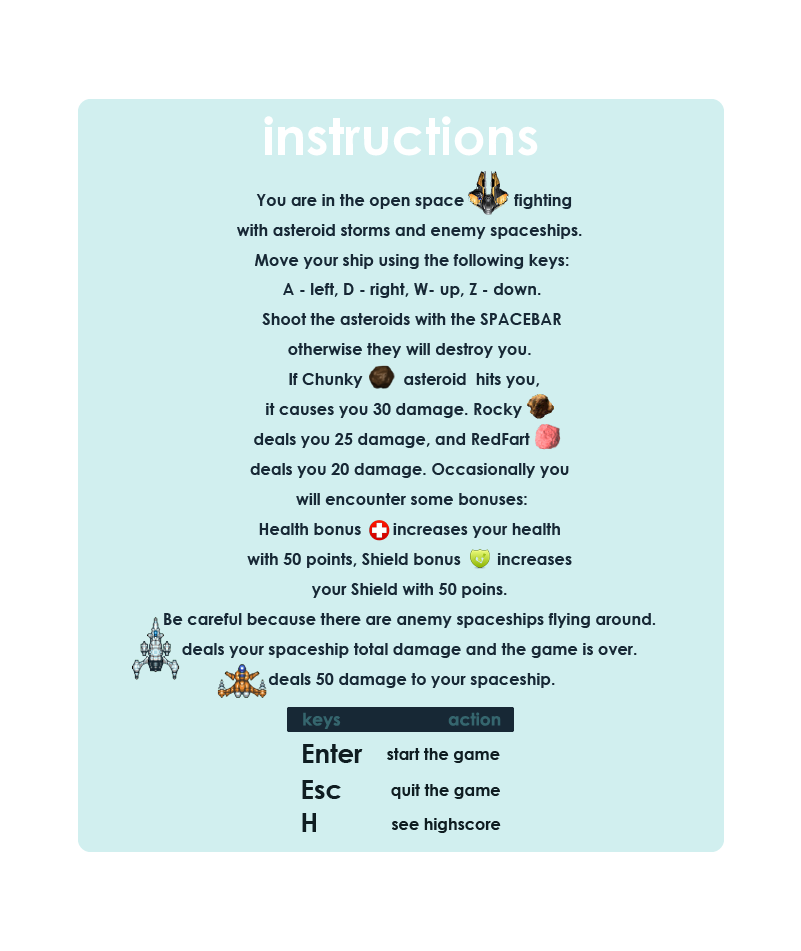 instructions
You are in the open space fighting
with asteroid storms and enemy spaceships.
Move your ship using the following keys:
A - left, D - right, W- up, Z - down.
Shoot the asteroids with the SPACEBAR
otherwise they will destroy you.
If Chunky asteroid hits you,
it causes you 30 damage. Rocky
deals you 25 damage, and RedFart
deals you 20 damage. Occasionally you
will encounter some bonuses:
Health bonus increases your health
with 50 points, Shield bonus increases
your Shield with 50 poins.
Be careful because there are anemy spaceships flying around.
deals your spaceship total damage and the game is over.
deals 50 damage to your spaceship.
keys action
Enter start the game
Esc quit the game
H see highscore